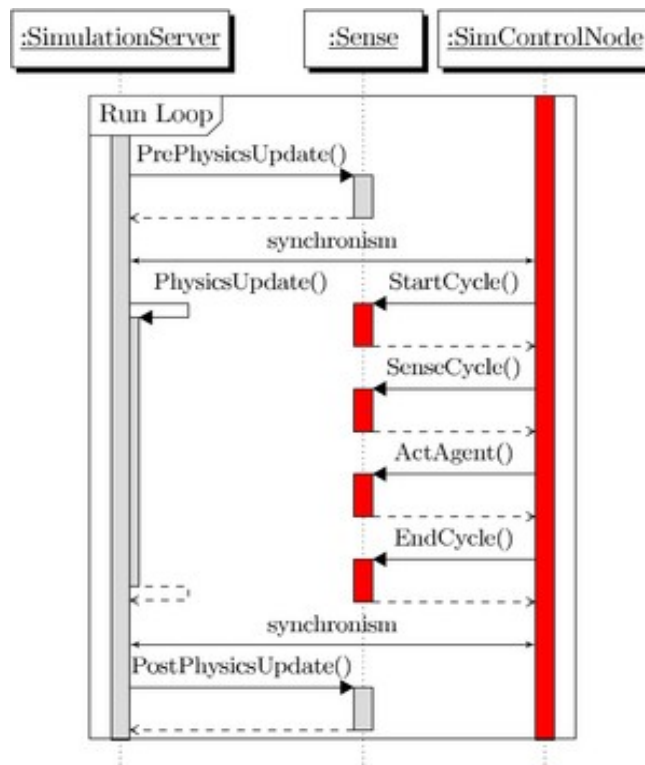 :SimulationServer
:Sense
:SimControlNode
Run Loop
PrePhysicsUpdate()
synchronism
PhysicsUpdate()
StartCycle()
SenseCycle()
ActAgent()
EndCycle()
synchronism
PostPhysicsUpdate()